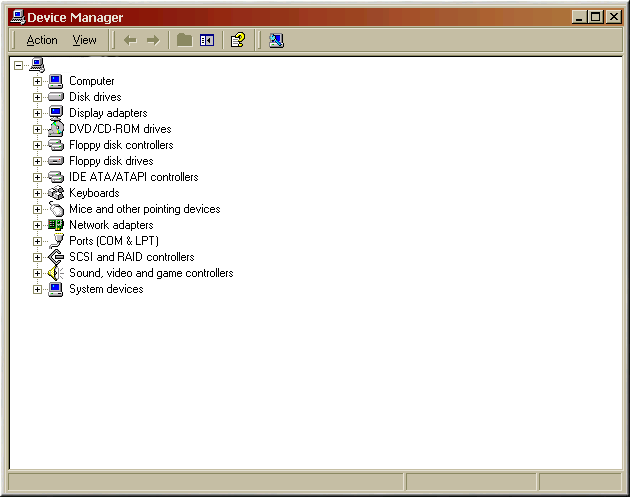 Device Manager
Action View
Computer
Disk drives
Display adapters
DVD/CD-ROM drives
Floppy disk controllers
Floppy disk drives
IDE ATA/ATAPI controllers
Keyboards
Mice and other pointing devices
Network adapters
Ports (COM & LPT)
SCSI and RAID controllers
Sound, video and game controllers
System devices